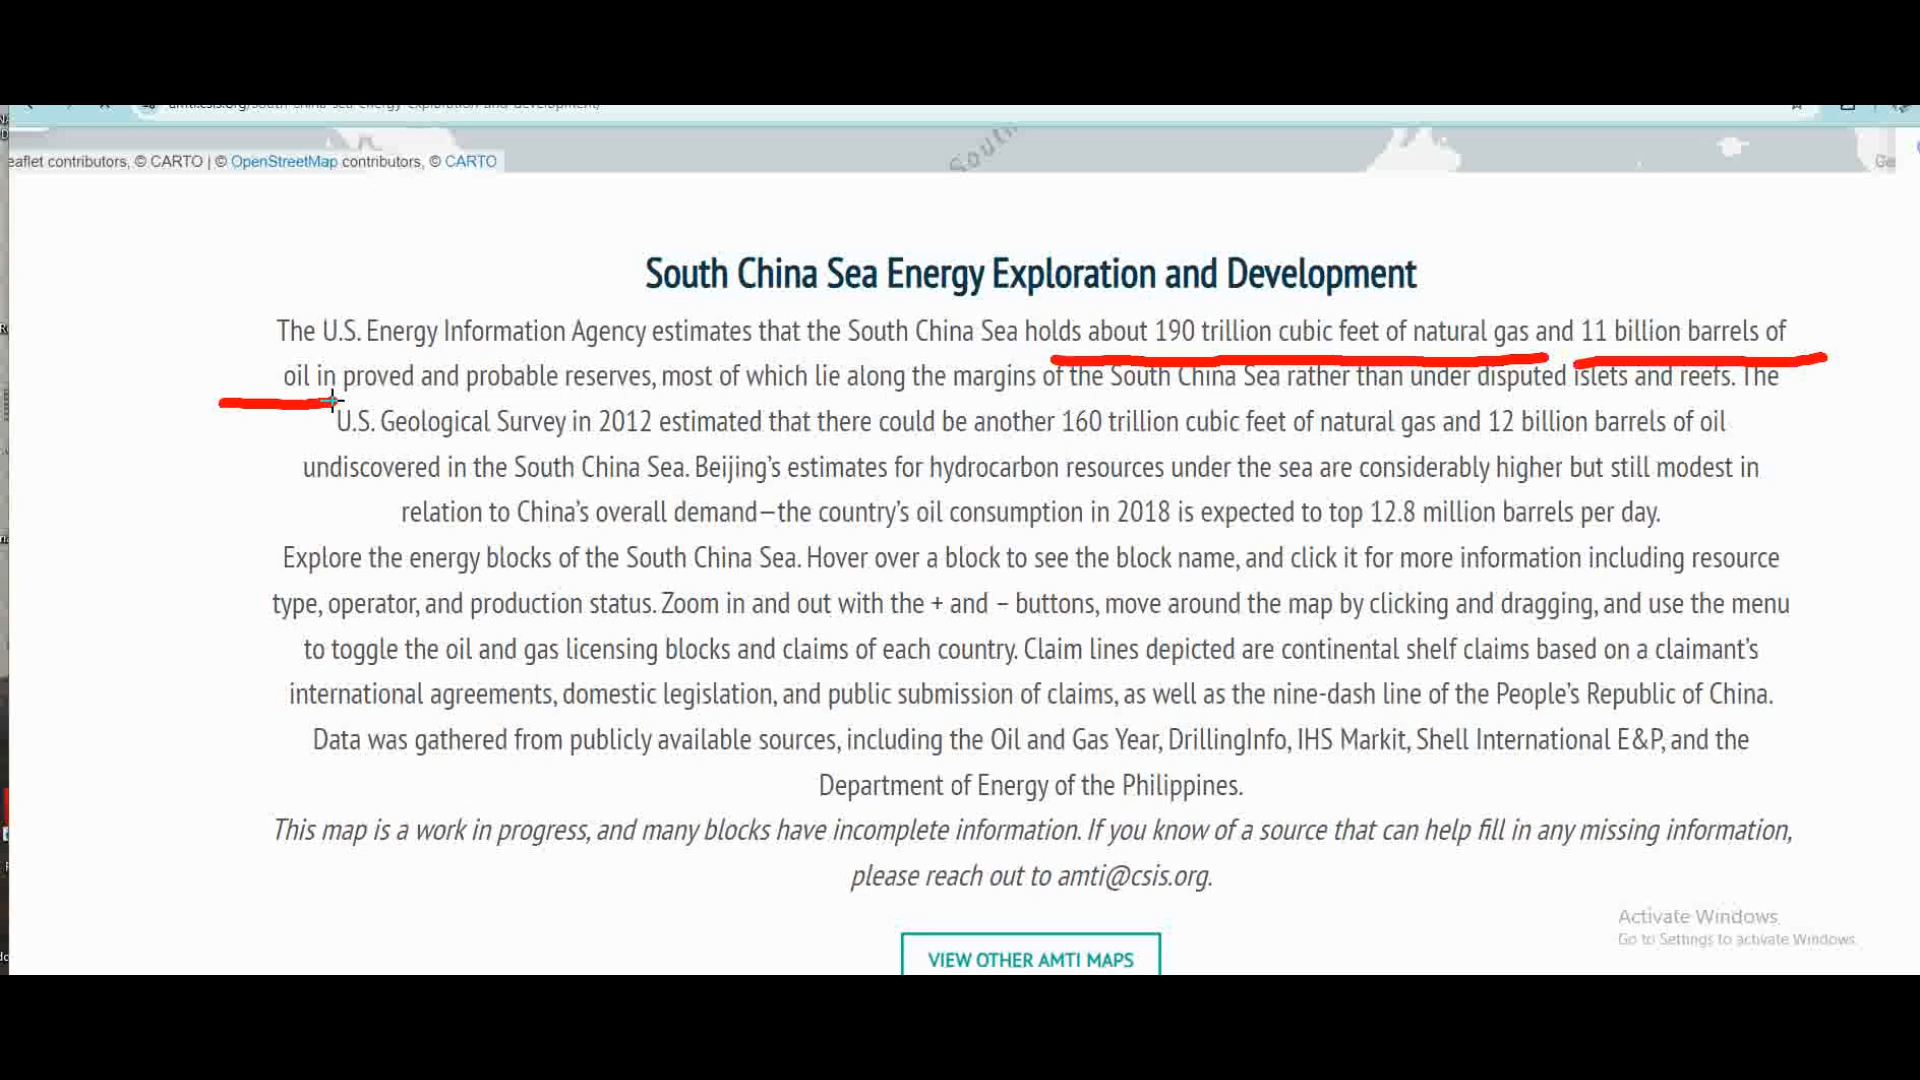 amti.csis.org/south-china-sea-energy-exploration-and-development/
eaflet contributors, © CARTO | © OpenStreetMap contributors, © CARTO
South
Ge
South China Sea Energy Exploration and Development
The U.S. Energy Information Agency estimates that the South China Sea holds about 190 trillion cubic feet of natural gas and 11 billion barrels of
oil in proved and probable reserves, most of which lie along the margins of the South China Sea rather than under disputed islets and reefs. The
U.S. Geological Survey in 2012 estimated that there could be another 160 trillion cubic feet of natural gas and 12 billion barrels of oil
undiscovered in the South China Sea. Beijing’s estimates for hydrocarbon resources under the sea are considerably higher but still modest in
relation to China’s overall demand—the country’s oil consumption in 2018 is expected to top 12.8 million barrels per day.
Explore the energy blocks of the South China Sea. Hover over a block to see the block name, and click it for more information including resource
type, operator, and production status. Zoom in and out with the + and – buttons, move around the map by clicking and dragging, and use the menu
to toggle the oil and gas licensing blocks and claims of each country. Claim lines depicted are continental shelf claims based on a claimant’s
international agreements, domestic legislation, and public submission of claims, as well as the nine-dash line of the People’s Republic of China.
Data was gathered from publicly available sources, including the Oil and Gas Year, DrillingInfo, IHS Markit, Shell International E&P, and the
Department of Energy of the Philippines.
This map is a work in progress, and many blocks have incomplete information. If you know of a source that can help fill in any missing information,
please reach out to amti@csis.org.
Activate Windows
Go to Settings to activate Windows.
VIEW OTHER AMTI MAPS